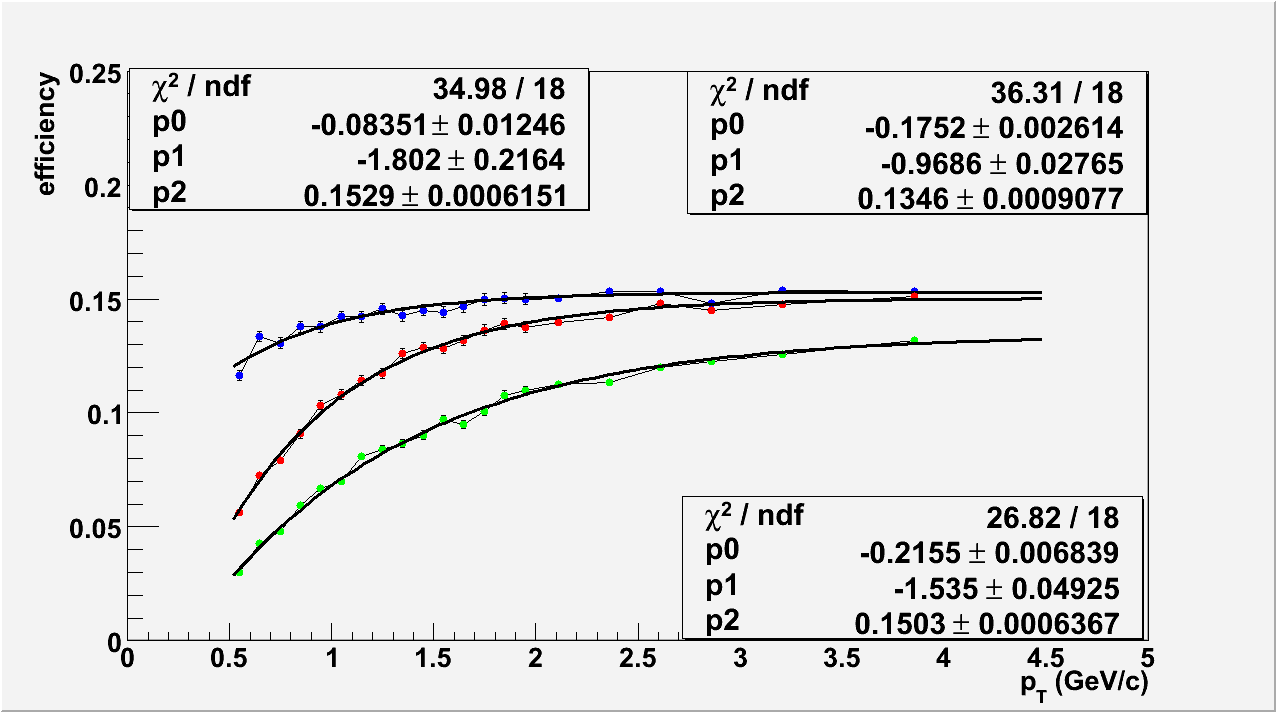 efficiency
0.25
0.2
0.15
0.1
0.05
0
χ² / ndf 34.98 / 18
p0 -0.08351 ± 0.01246
p1 -1.802 ± 0.2164
p2 0.1529 ± 0.0006151
χ² / ndf 36.31 / 18
p0 -0.1752 ± 0.002614
p1 -0.9686 ± 0.02765
p2 0.1346 ± 0.0009077
χ² / ndf 26.82 / 18
p0 -0.2155 ± 0.006839
p1 -1.535 ± 0.04925
p2 0.1503 ± 0.0006367
0 0.5 1 1.5 2 2.5 3 3.5 4 4.5 5
p_T (GeV/c)